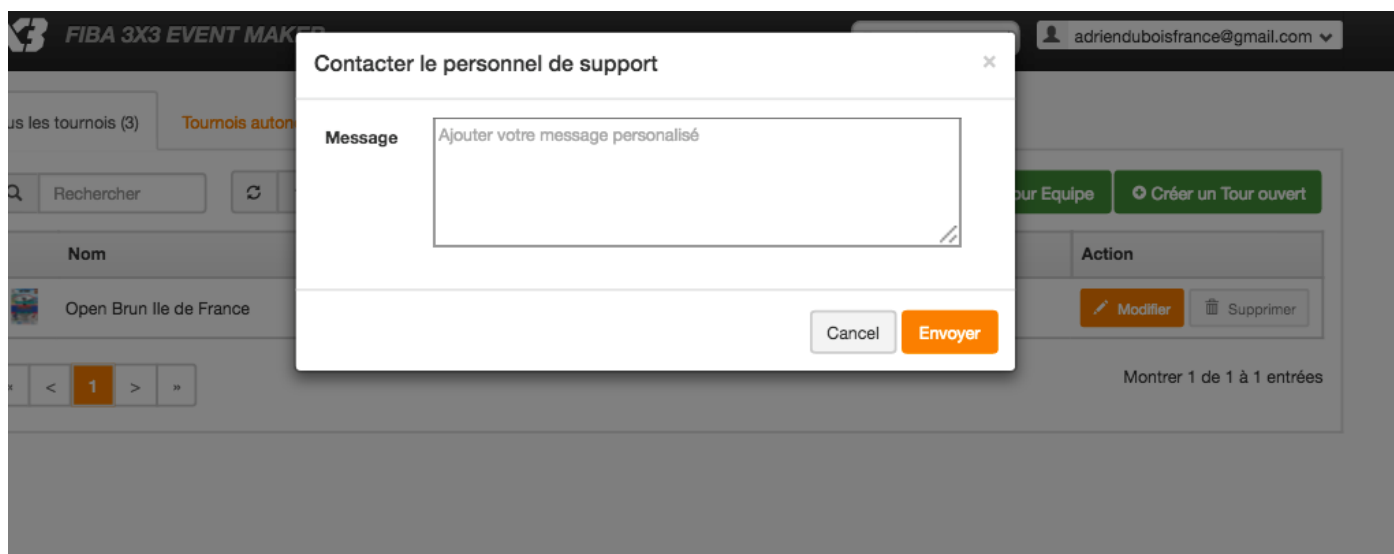 X3 FIBA 3X3 EVENT MAK
adrienduboisfrance@gmail.com
Contacter le personnel de support
×
us les tournois (3)
Tournois auton
Message
Ajouter votre message personalisé
Rechercher
our Equipe
Créer un Tour ouvert
Nom
Action
Open Brun Ile de France
Modifier
Supprimer
Cancel
Envoyer
< 1 > »
Montrer 1 de 1 à 1 entrées